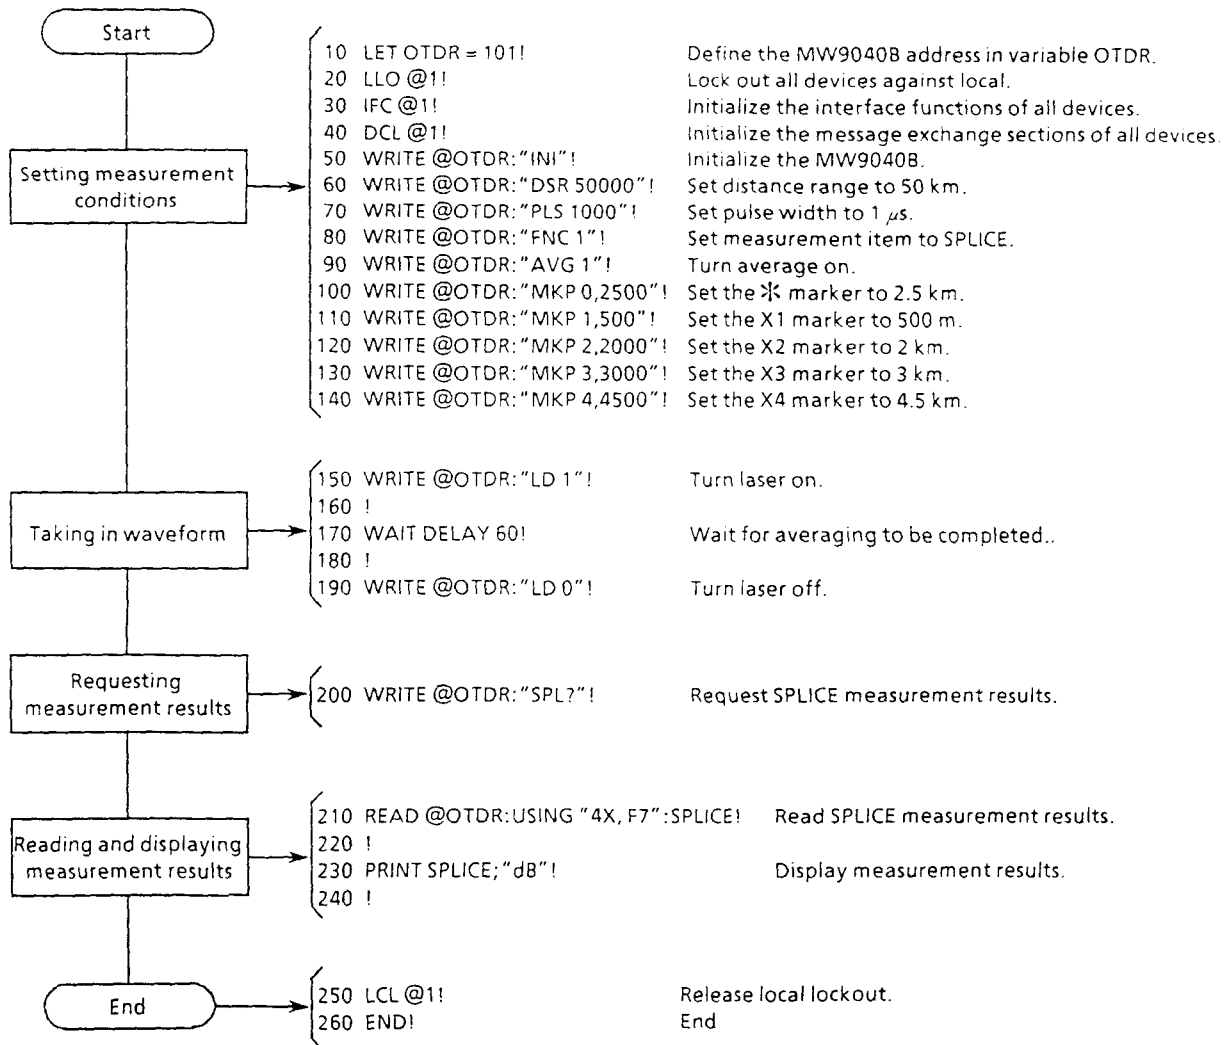 Start
10 LET OTDR = 101! Define the MW9040B address in variable OTDR.
20 LLO @1! Lock out all devices against local.
30 IFC @1! Initialize the interface functions of all devices.
40 DCL @1! Initialize the message exchange sections of all devices.
Setting measurement
conditions
50 WRITE @OTDR:"INI"! Initialize the MW9040B.
60 WRITE @OTDR:"DSR 50000"! Set distance range to 50 km.
70 WRITE @OTDR:"PLS 1000"! Set pulse width to 1 μs.
80 WRITE @OTDR:"FNC 1"! Set measurement item to SPLICE.
90 WRITE @OTDR:"AVG 1"! Turn average on.
100 WRITE @OTDR:"MKP 0,2500"! Set the ⚹ marker to 2.5 km.
110 WRITE @OTDR:"MKP 1,500"! Set the X1 marker to 500 m.
120 WRITE @OTDR:"MKP 2,2000"! Set the X2 marker to 2 km.
130 WRITE @OTDR:"MKP 3,3000"! Set the X3 marker to 3 km.
140 WRITE @OTDR:"MKP 4,4500"! Set the X4 marker to 4.5 km.
Taking in waveform
150 WRITE @OTDR:"LD 1"! Turn laser on.
160 !
170 WAIT DELAY 60! Wait for averaging to be completed..
180 !
190 WRITE @OTDR:"LD 0"! Turn laser off.
Requesting
measurement results
200 WRITE @OTDR:"SPL?"! Request SPLICE measurement results.
Reading and displaying
measurement results
210 READ @OTDR:USING "4X, F7":SPLICE! Read SPLICE measurement results.
220 !
230 PRINT SPLICE;"dB"! Display measurement results.
240 !
End
250 LCL @1! Release local lockout.
260 END! End